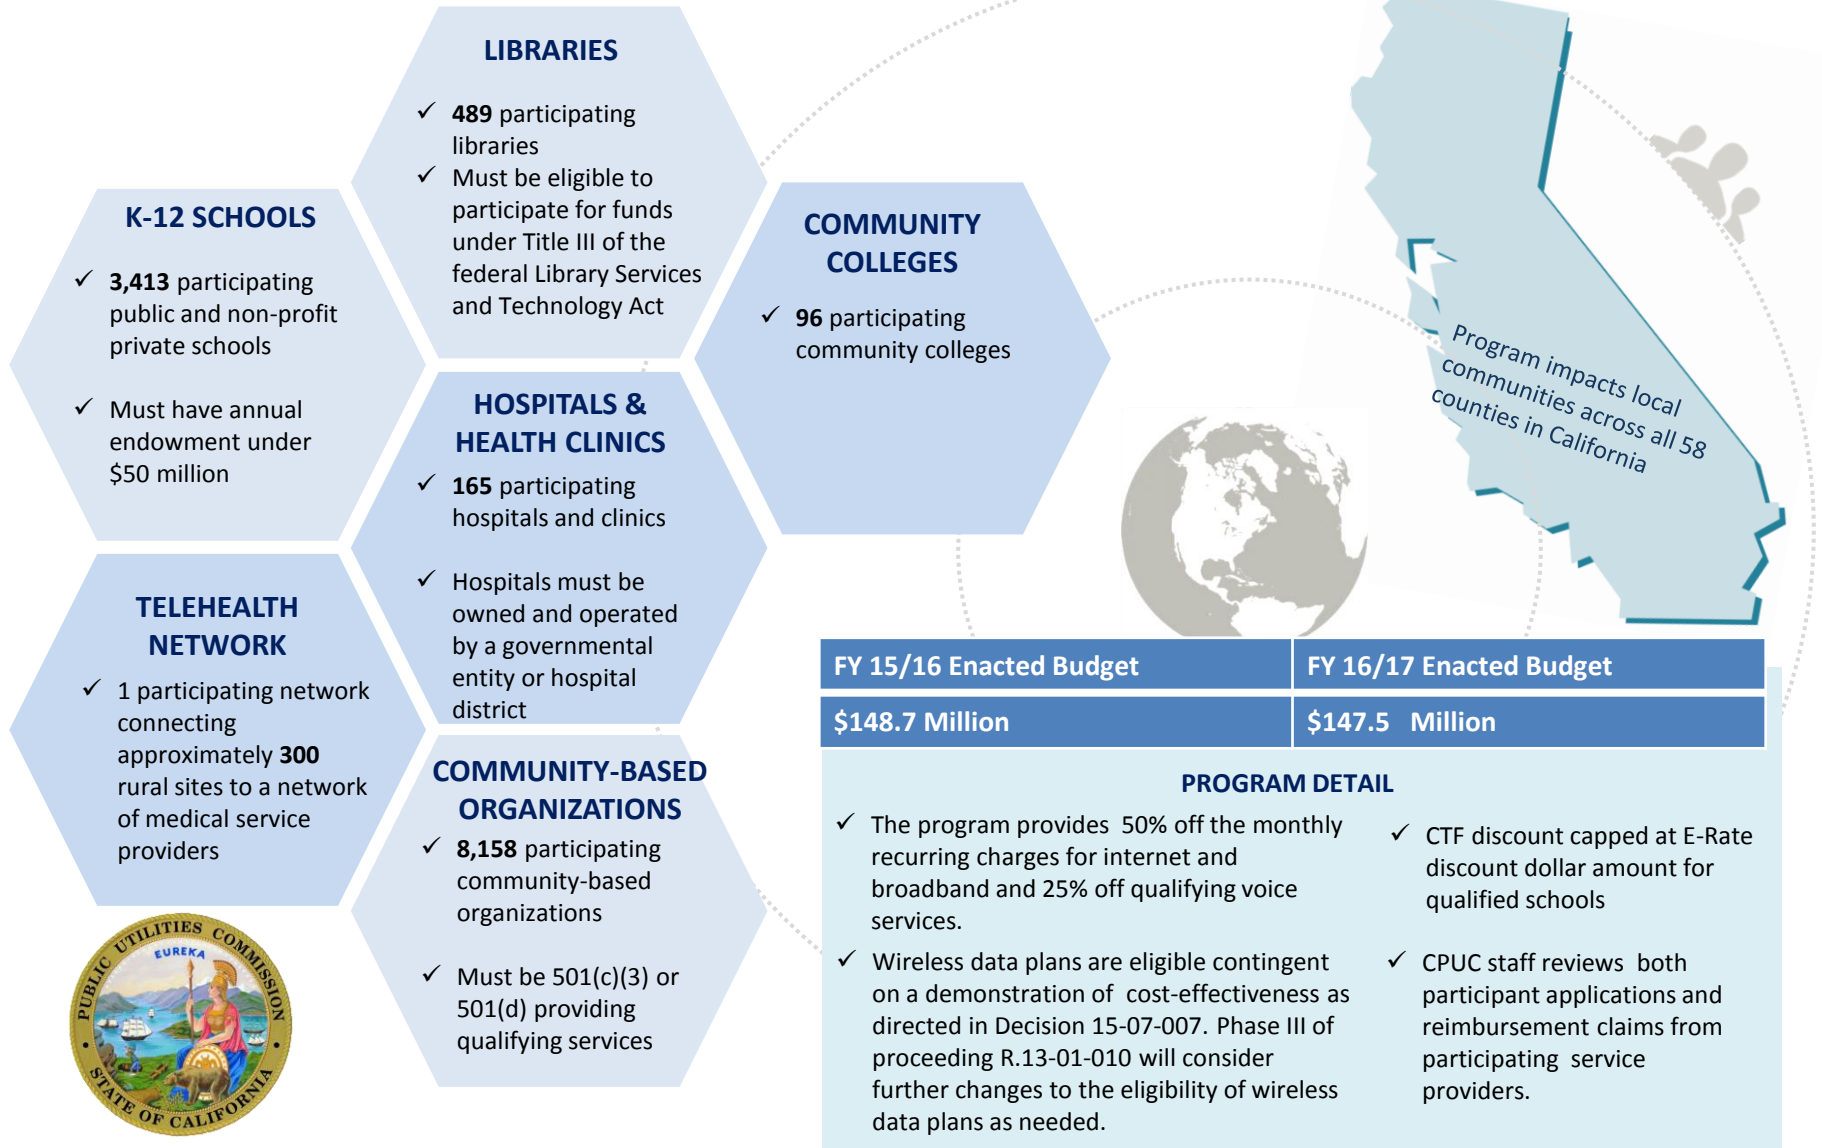 LIBRARIES
✓ 489 participating
libraries
✓ Must be eligible to
participate for funds
under Title III of the
federal Library Services
and Technology Act
K-12 SCHOOLS
✓ 3,413 participating
public and non-profit
private schools
✓ Must have annual
endowment under
$50 million
COMMUNITY
COLLEGES
✓ 96 participating
community colleges
HOSPITALS &
HEALTH CLINICS
✓ 165 participating
hospitals and clinics
✓ Hospitals must be
owned and operated
by a governmental
entity or hospital
district
TELEHEALTH
NETWORK
✓ 1 participating network
connecting
approximately 300
rural sites to a network
of medical service
providers
COMMUNITY-BASED
ORGANIZATIONS
✓ 8,158 participating
community-based
organizations
✓ Must be 501(c)(3) or
501(d) providing
qualifying services
PUBLIC UTILITIES COMMISSION
EUREKA
STATE OF CALIFORNIA
Program impacts local
communities across all 58
counties in California
FY 15/16 Enacted Budget
FY 16/17 Enacted Budget
$148.7 Million
$147.5 Million
PROGRAM DETAIL
✓ The program provides 50% off the monthly
recurring charges for internet and
broadband and 25% off qualifying voice
services.
✓ Wireless data plans are eligible contingent
on a demonstration of cost-effectiveness as
directed in Decision 15-07-007. Phase III of
proceeding R.13-01-010 will consider
further changes to the eligibility of wireless
data plans as needed.
✓ CTF discount capped at E-Rate
discount dollar amount for
qualified schools
✓ CPUC staff reviews both
participant applications and
reimbursement claims from
participating service
providers.